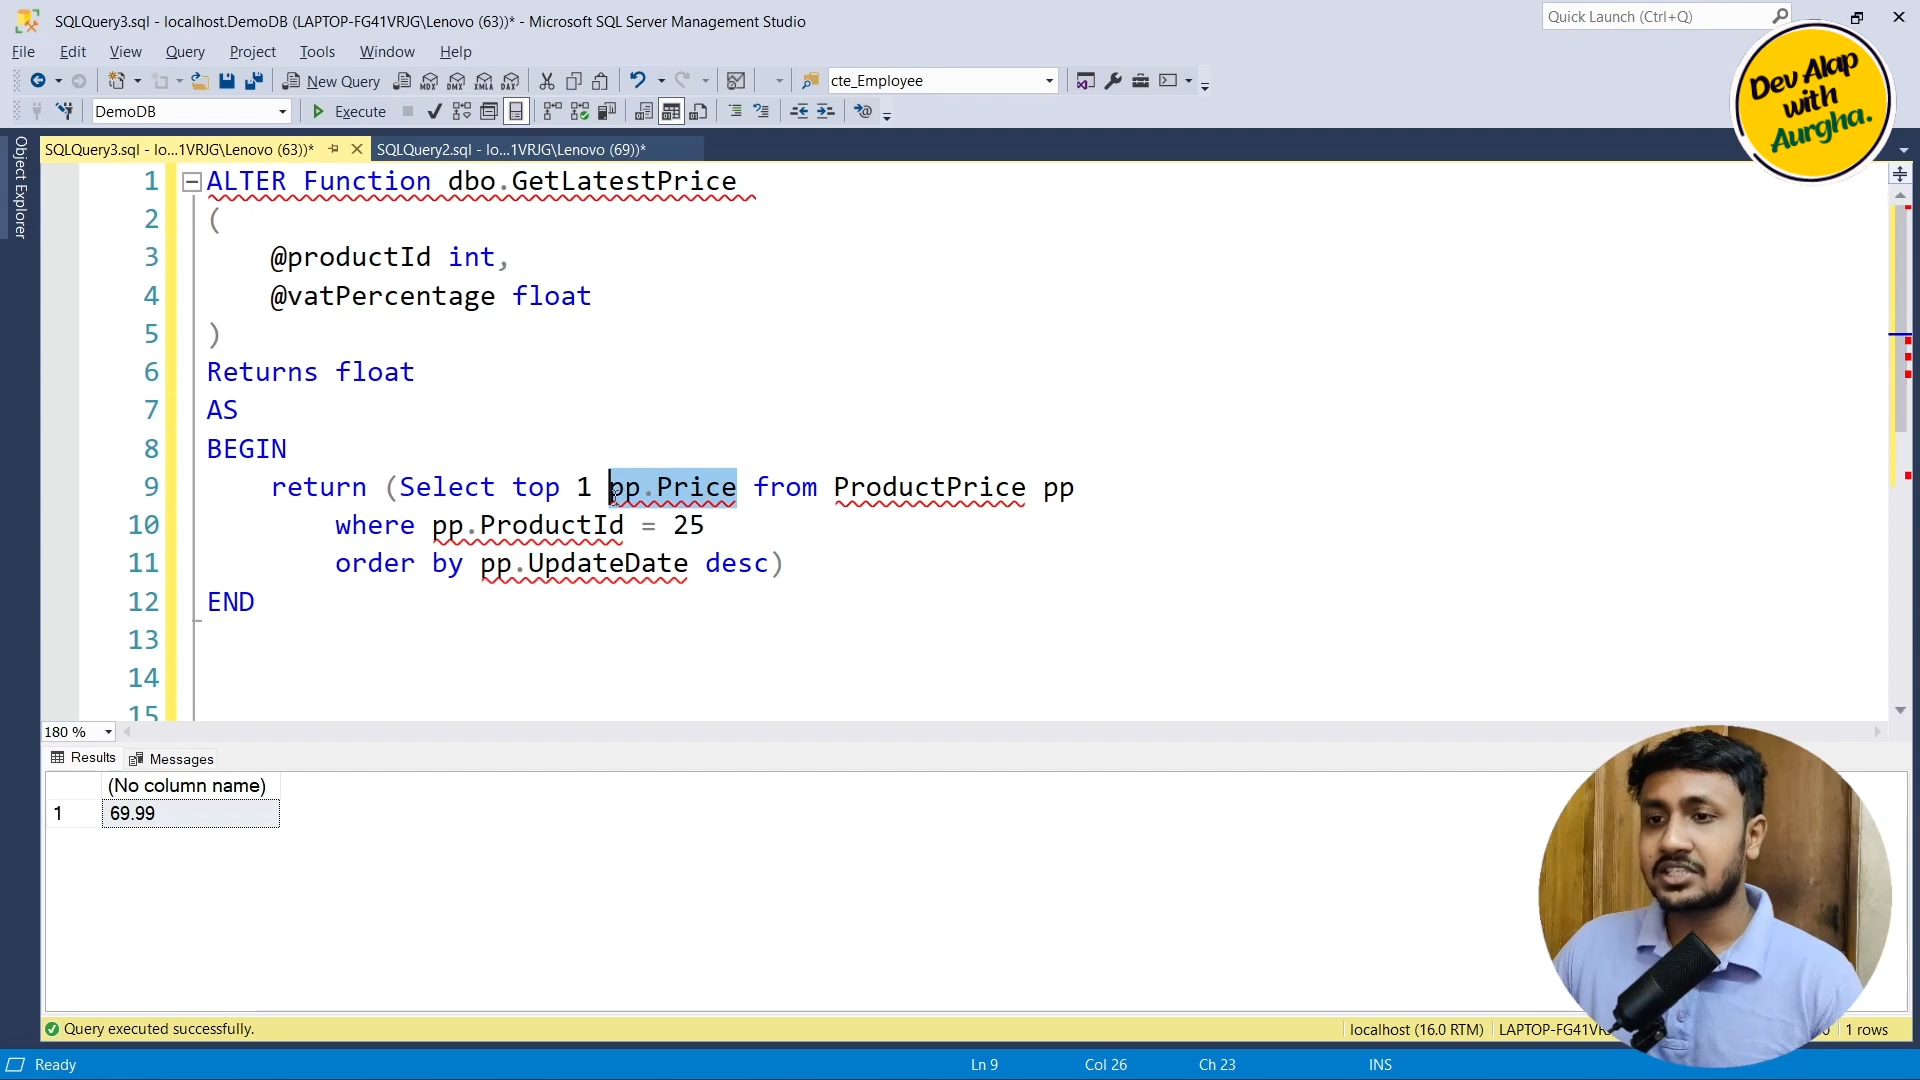 SQLQuery3.sql - localhost.DemoDB (LAPTOP-FG41VRJG\Lenovo (63))* - Microsoft SQL Server Management Studio
Quick Launch (Ctrl+Q)
File Edit View Query Project Tools Window Help
New Query MDX DMX XMLA DAX cte_Employee
DemoDB Execute
Dev Alap
with
Aurgha.
Object Explorer
SQLQuery3.sql - lo...1VRJG\Lenovo (63))* SQLQuery2.sql - lo...1VRJG\Lenovo (69))*
1 ALTER Function dbo.GetLatestPrice
2 (
3 @productId int,
4 @vatPercentage float
5 )
6 Returns float
7 AS
8 BEGIN
9 return (Select top 1 pp.Price from ProductPrice pp
10 where pp.ProductId = 25
11 order by pp.UpdateDate desc)
12 END
13
14
15
180 %
Results Messages
(No column name)
1 69.99
Query executed successfully. localhost (16.0 RTM) 1 rows
Ready Ln 9 Col 26 Ch 23 INS